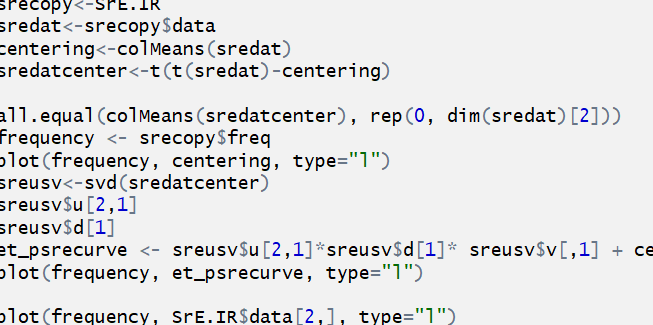 srecopy<-SrE.IR
sredat<-srecopy$data
centering<-colMeans(sredat)
sredatcenter<-t(t(sredat)-centering)
all.equal(colMeans(sredatcenter), rep(0, dim(sredat)[2]))
frequency <- srecopy$freq
plot(frequency, centering, type="l")
sreusv<-svd(sredatcenter)
sreusv$u[2,1]
sreusv$d[1]
et_psrecurve <- sreusv$u[2,1]*sreusv$d[1]* sreusv$v[,1] + ce
plot(frequency, et_psrecurve, type="l")
plot(frequency, SrE.IR$data[2,], type="l")